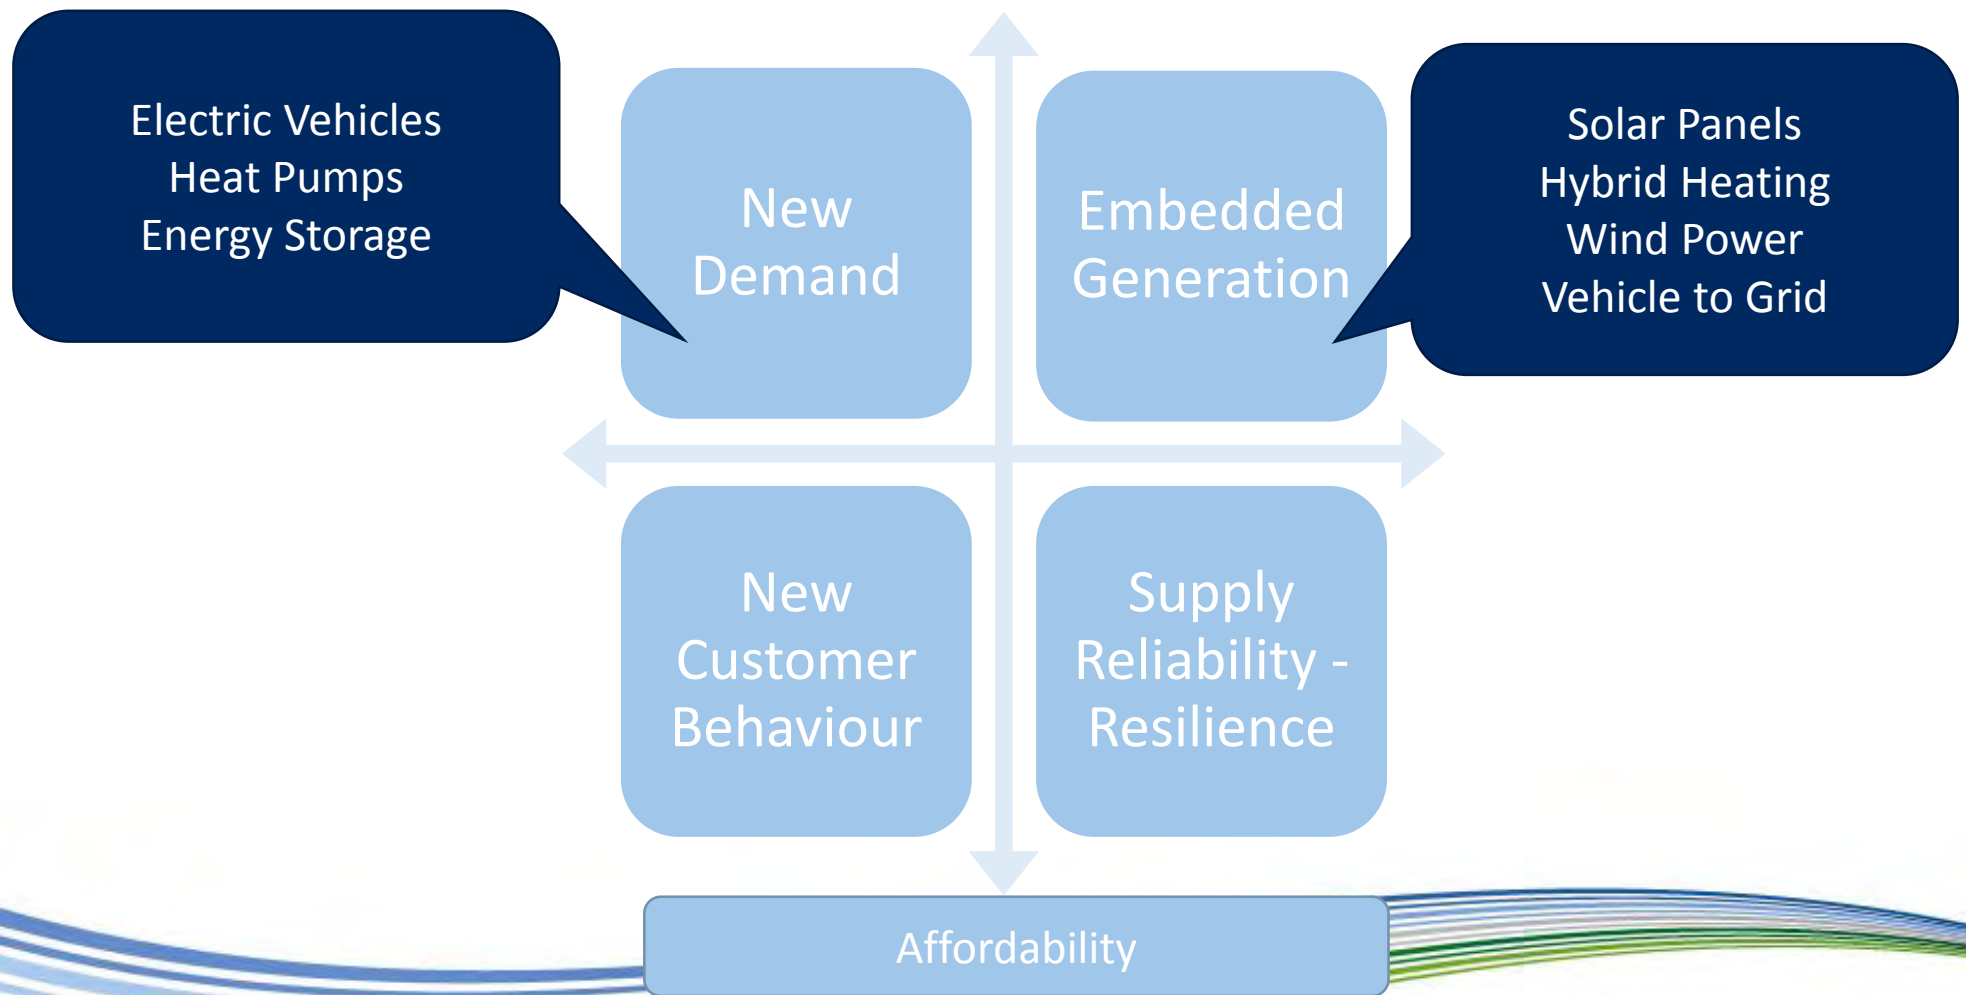 Electric Vehicles
Heat Pumps
Energy Storage
New
Demand
Embedded
Generation
Solar Panels
Hybrid Heating
Wind Power
Vehicle to Grid
New
Customer
Behaviour
Supply
Reliability -
Resilience
Affordability